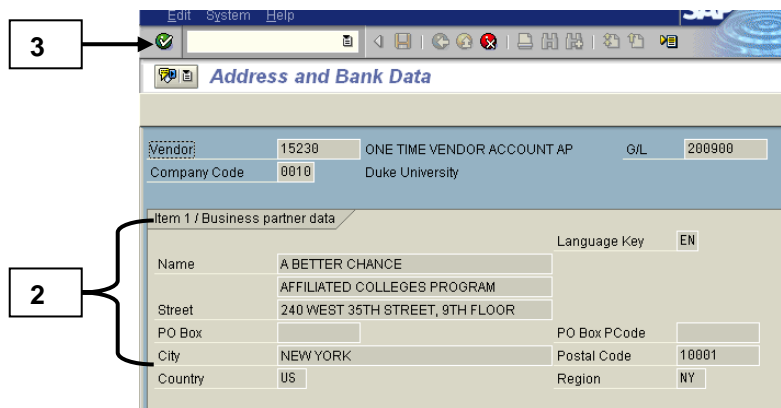 Edit System Help
SAP
3
Address and Bank Data
Vendor 15230 ONE TIME VENDOR ACCOUNT AP G/L 200900
Company Code 0010 Duke University
Item 1 / Business partner data
Language Key EN
Name A BETTER CHANCE
AFFILIATED COLLEGES PROGRAM
2
Street 240 WEST 35TH STREET, 9TH FLOOR
PO Box PO Box PCode
City NEW YORK Postal Code 10001
Country US Region NY